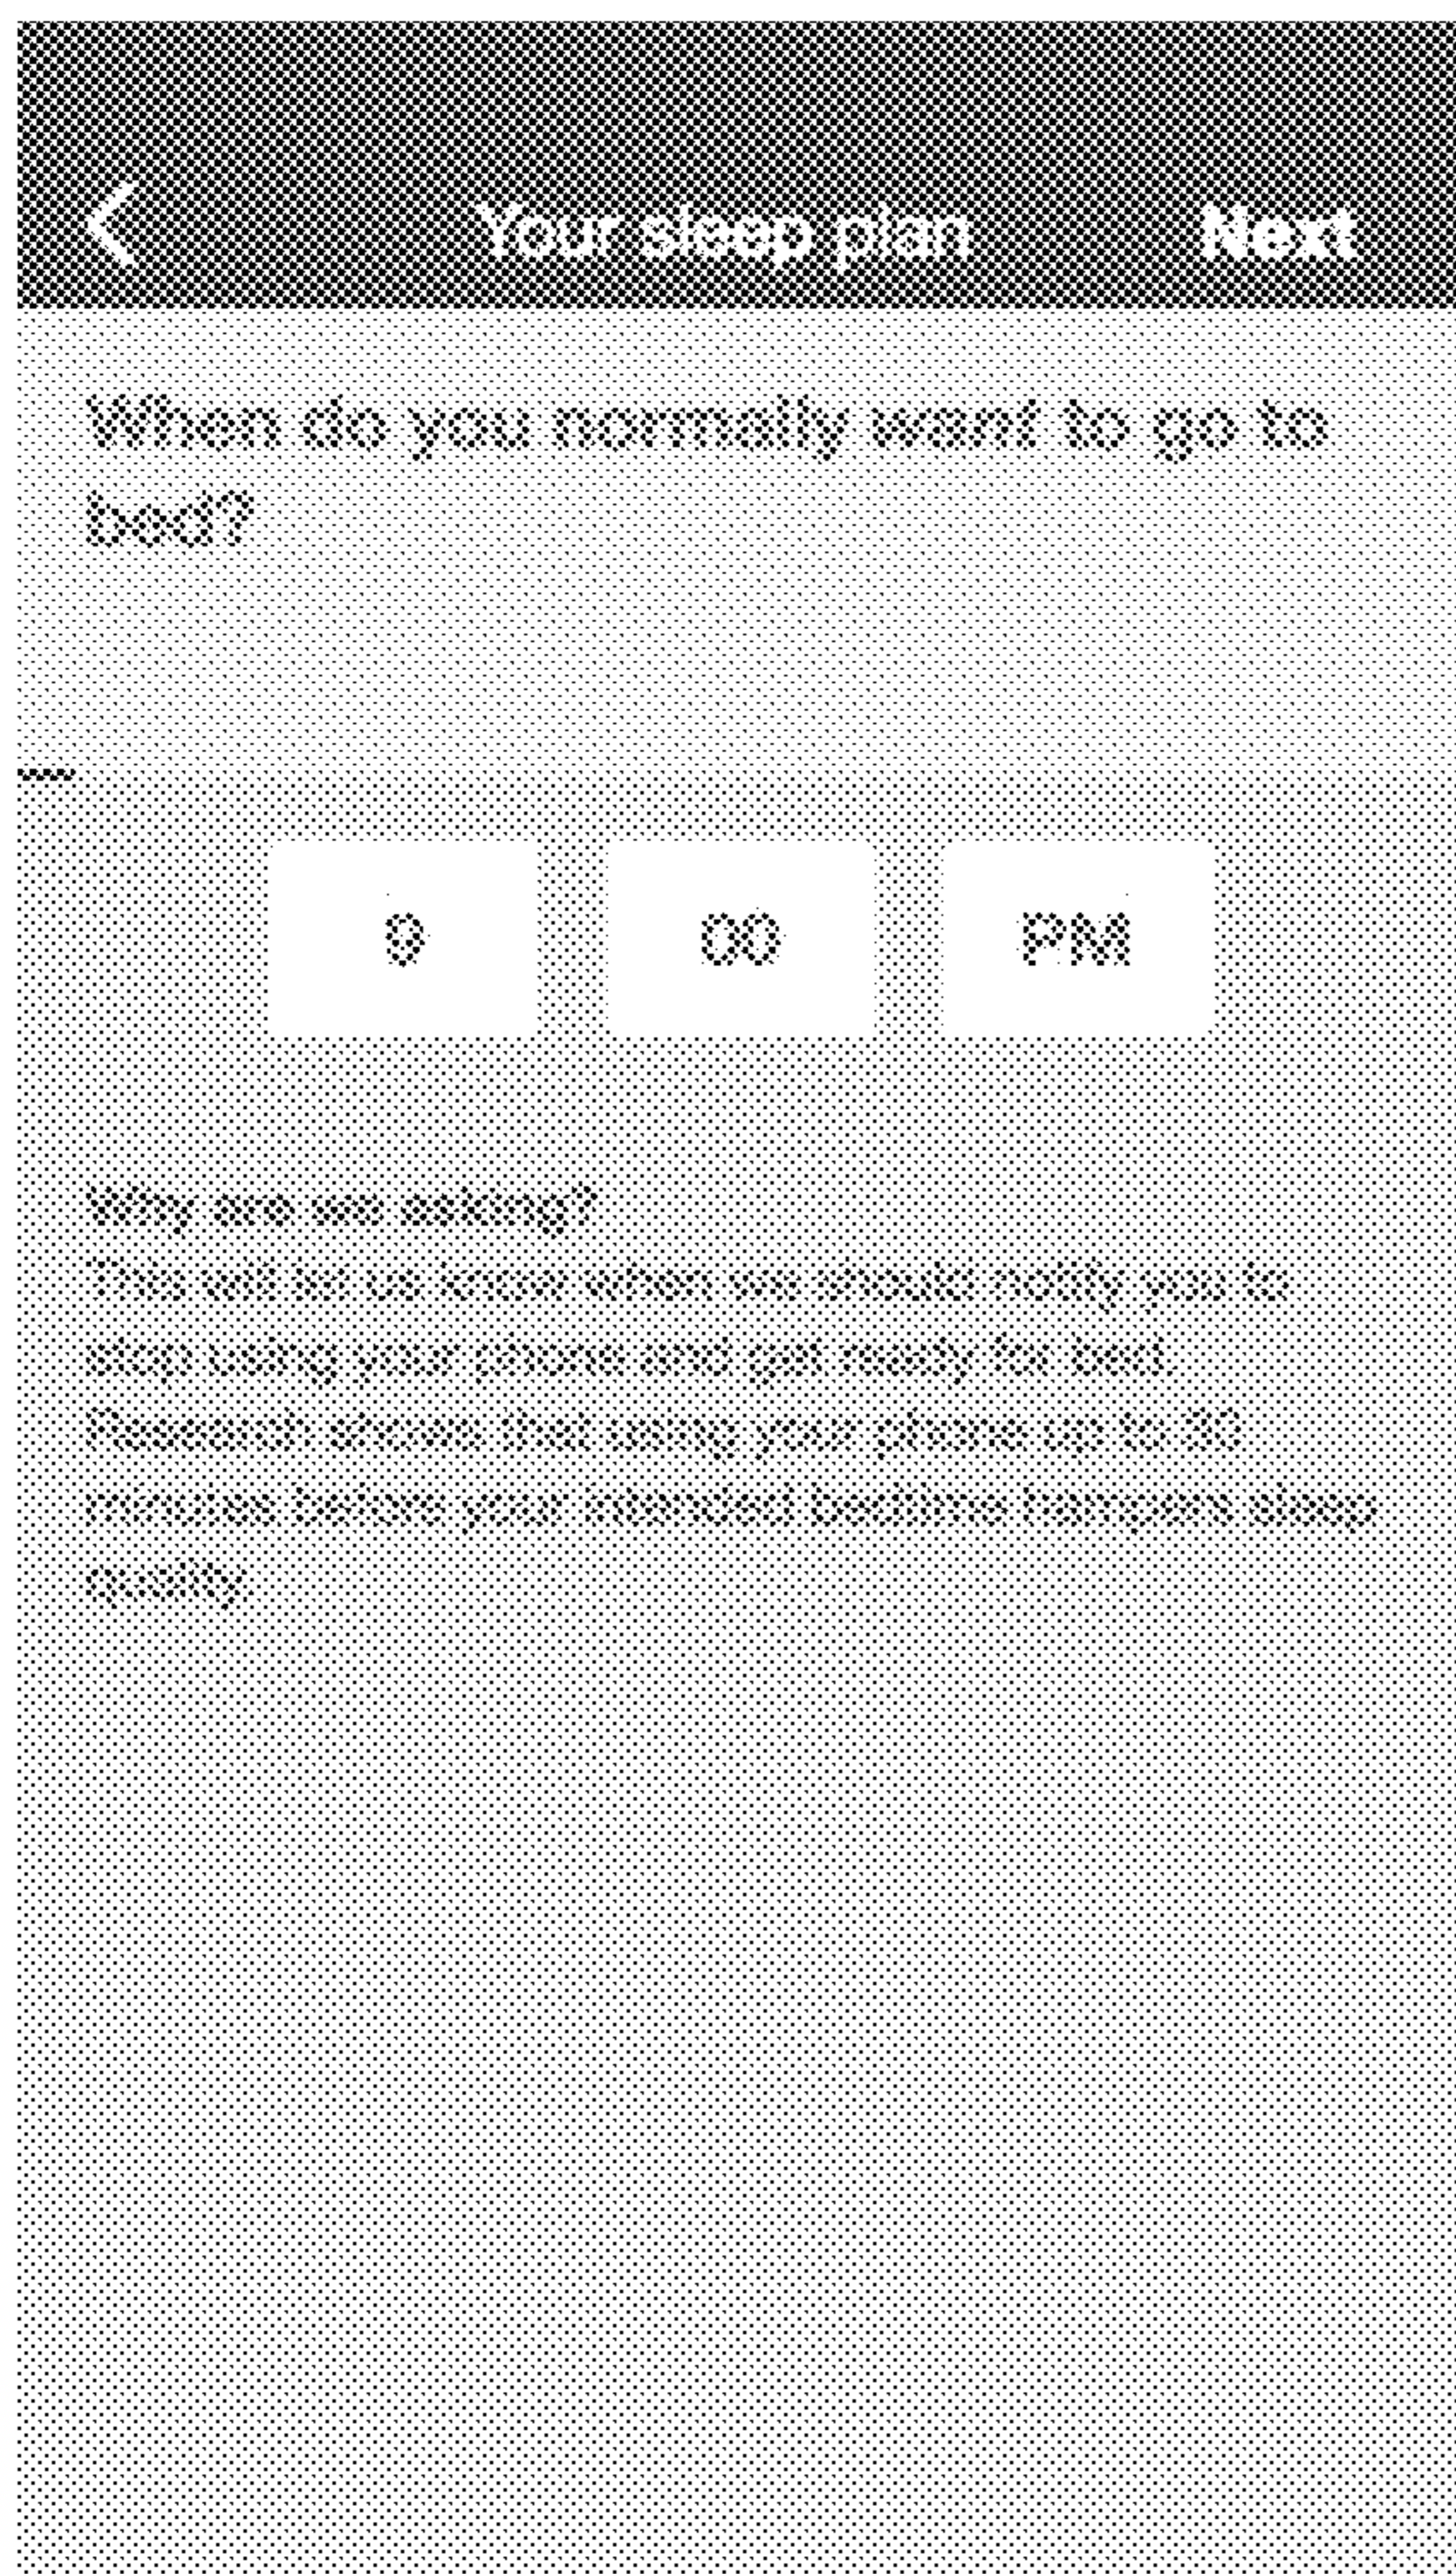 Your sleep plan Next
When do you normally want to go to
bed?
9 00 PM
Why are we asking?
This will let us know when we should notify you to
stop using your phone and get ready for bed.
Research shows that using your phone up to 30
minutes before your intended bedtime hampers sleep
quality